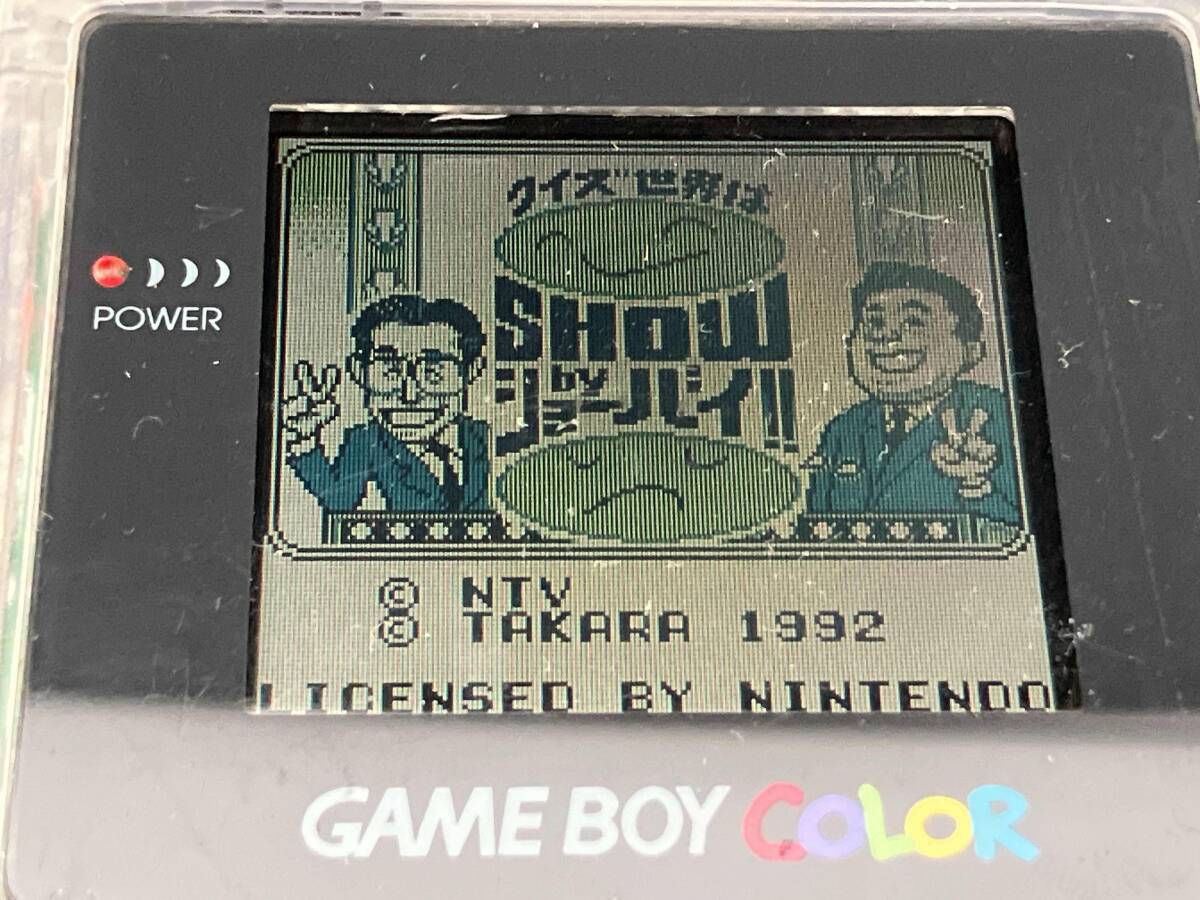 クイズ世界は
SHOW
by
ショーバイ!!
POWER
© NTV
© TAKARA 1992
LICENSED BY NINTENDO
GAME BOY COLOR